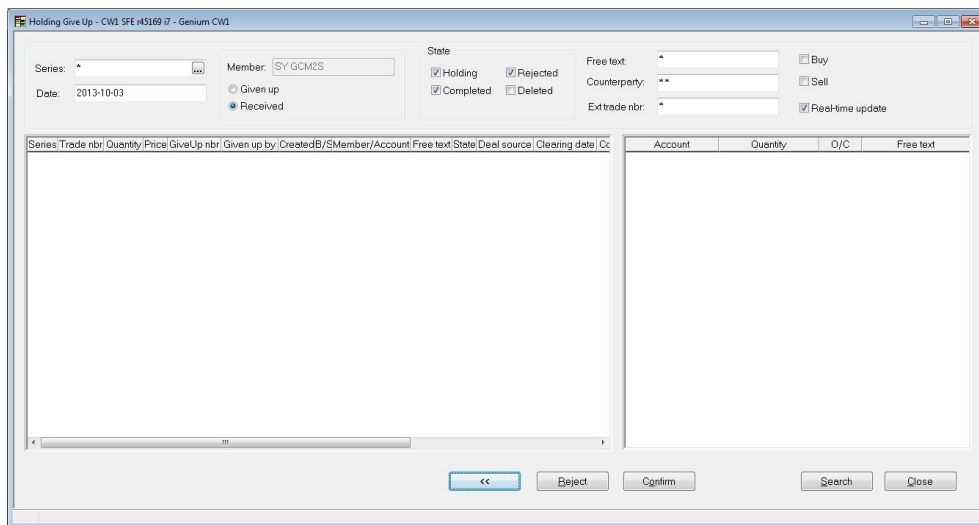 Holding Give Up - CW1 SFE r45169 i7 - Genium CW1
Series: * ...
Date: 2013-10-03
Member: SY GCM2S
Given up
Received
State
Holding Rejected
Completed Deleted
Free text: *
Counterparty: **
Ext trade nbr: *
Buy
Sell
Real-time update
Series Trade nbr Quantity Price GiveUp nbr Given up by Created B/S Member/Account Free text State Deal source Clearing date Co
Account Quantity O/C Free text
<< Reject Confirm Search Close